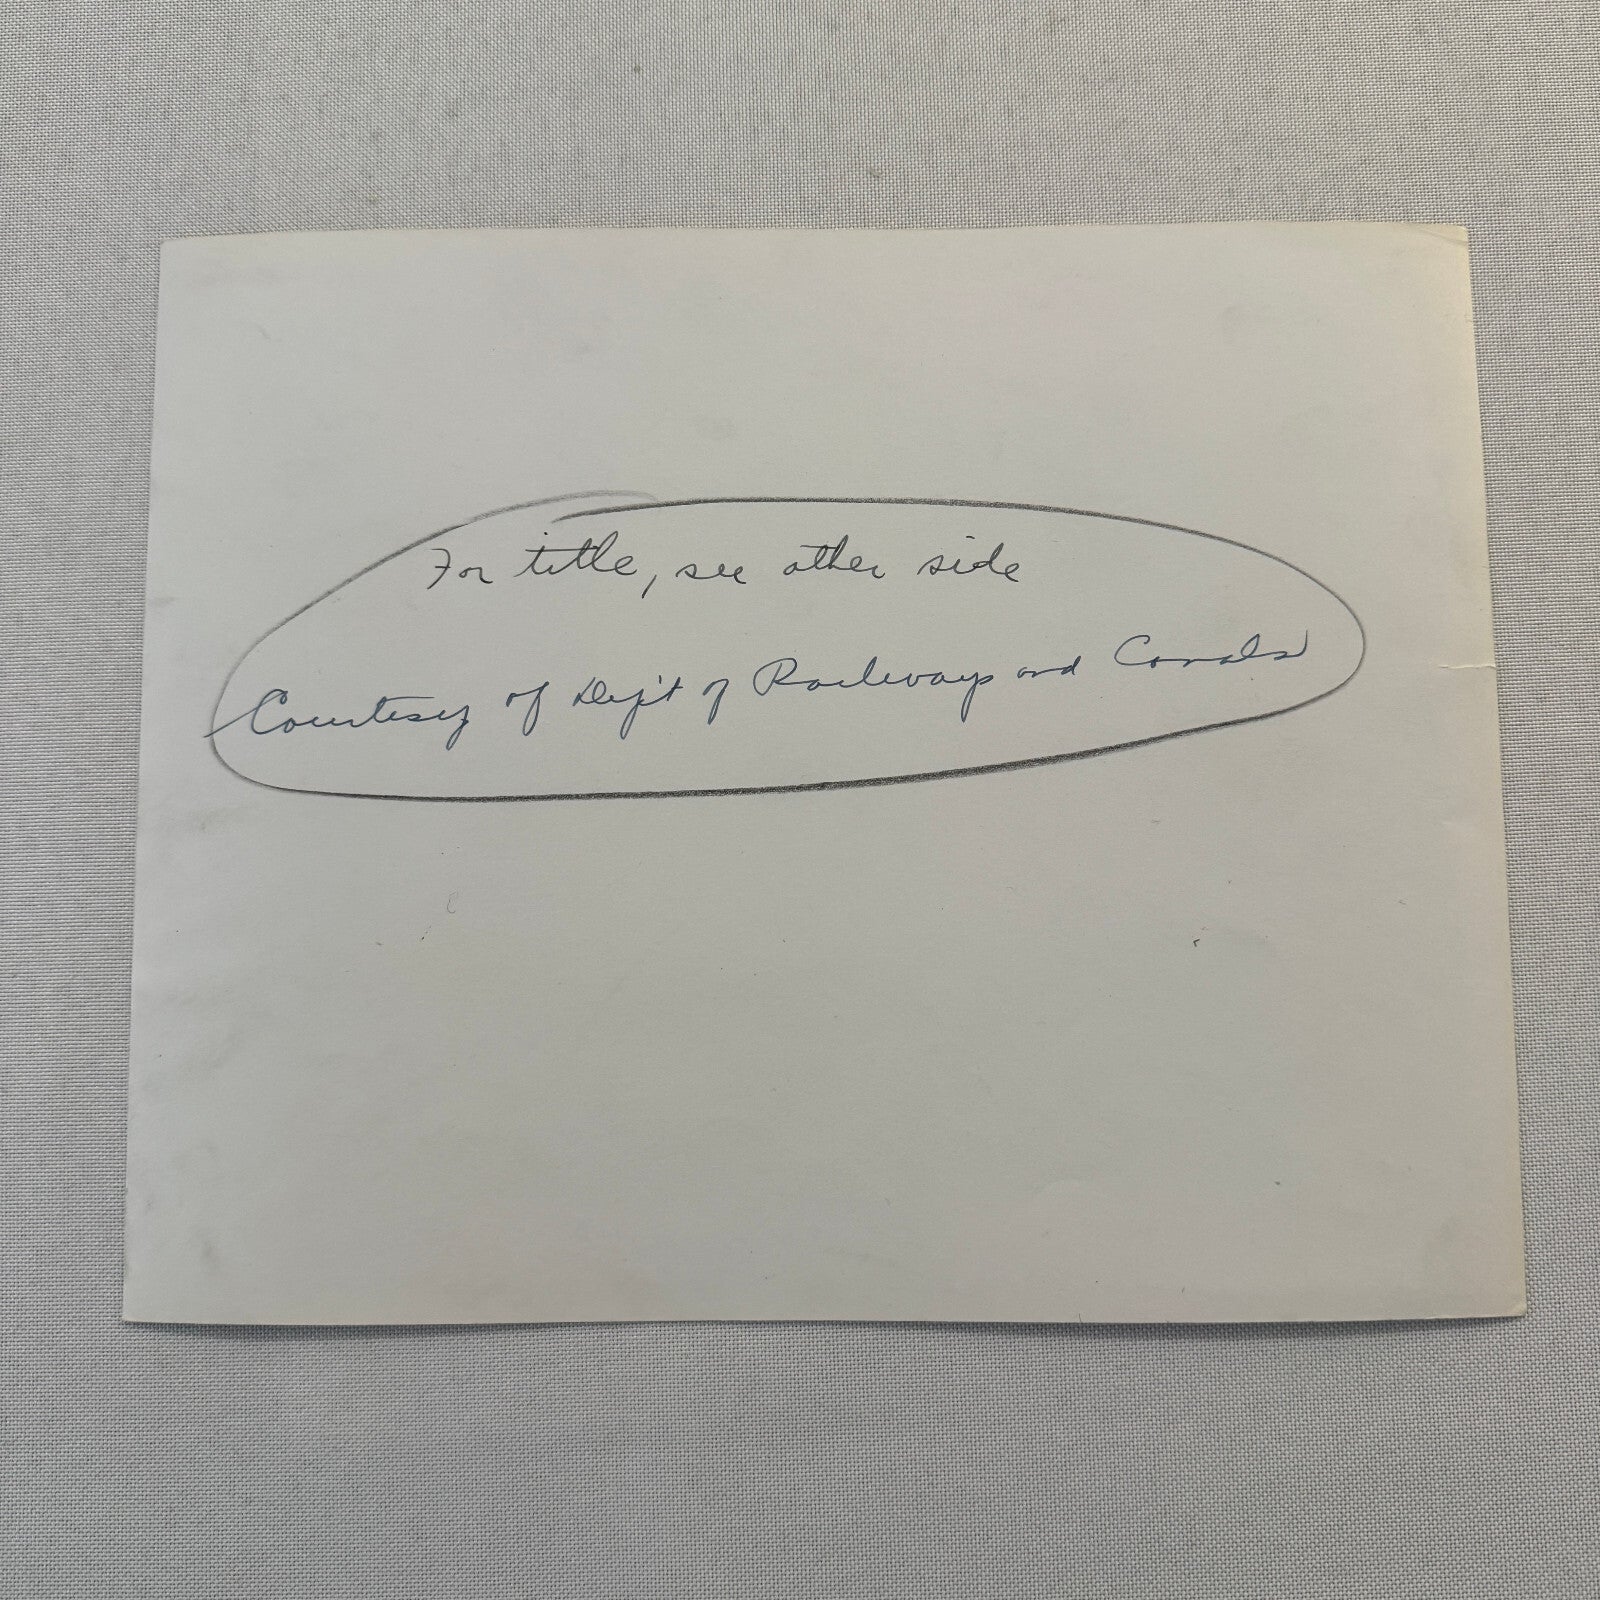 For title, see other side
Courtesy of Dep't of Railways and Canals